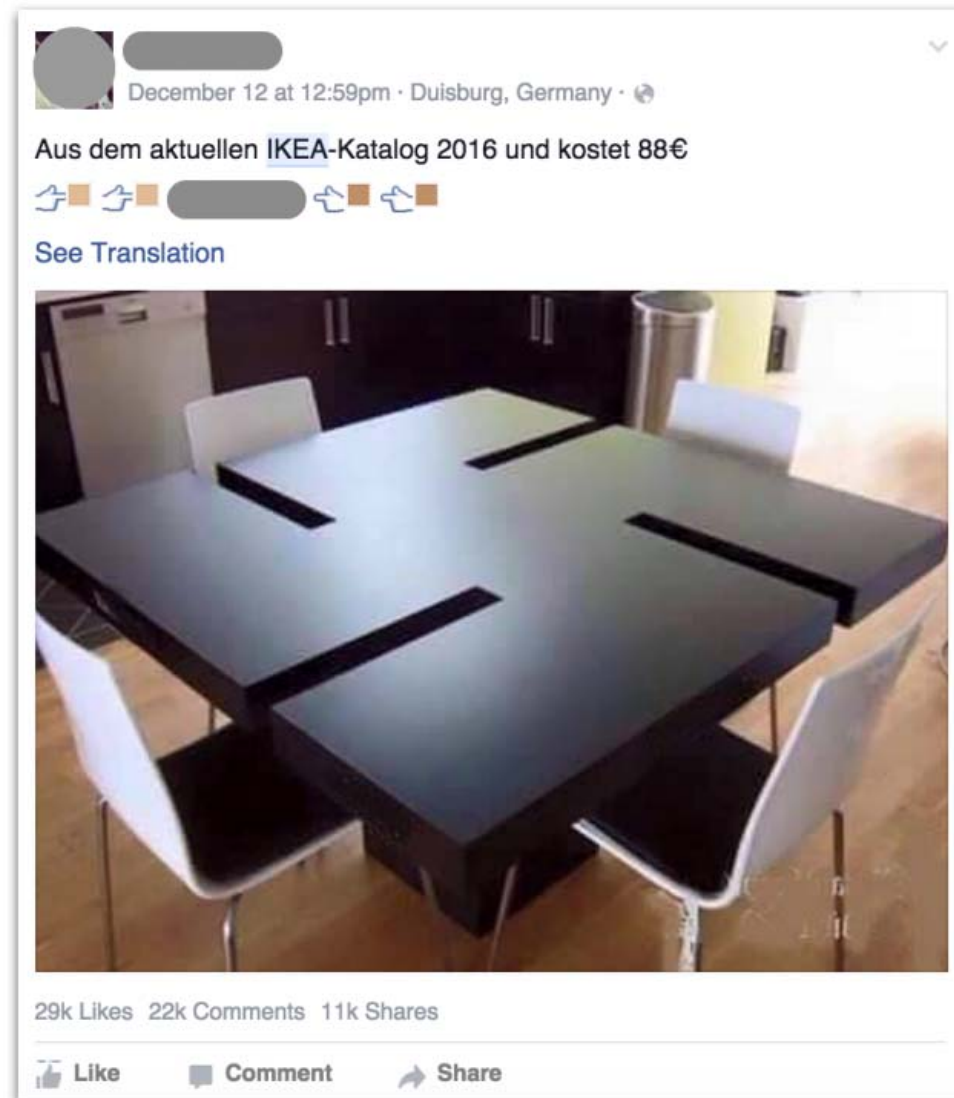 December 12 at 12:59pm · Duisburg, Germany ·
Aus dem aktuellen IKEA-Katalog 2016 und kostet 88€
See Translation
29k Likes 22k Comments 11k Shares
Like Comment Share